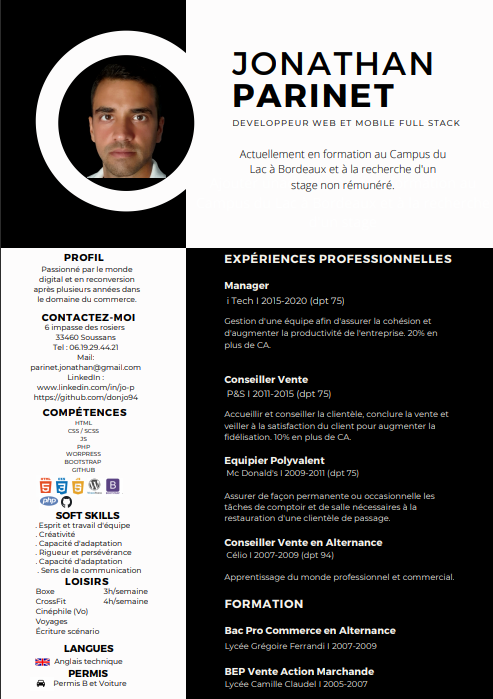 JONATHAN
PARINET
DEVELOPPEUR WEB ET MOBILE FULL STACK
Actuellement en formation au Campus du
Lac à Bordeaux et à la recherche d'un
stage non rémunéré.
PROFIL
Passionné par le monde
digital et en reconversion
après plusieurs années dans
le domaine du commerce.
CONTACTEZ-MOI
6 impasse des rosiers
33460 Soussans
Tel : 06.19.29.44.21
Mail:
parinet.jonathan@gmail.com
LinkedIn :
www.linkedin.com/in/jo-p
https://github.com/donjo94
COMPÉTENCES
HTML
CSS / SCSS
JS
PHP
WORPRESS
BOOTSTRAP
GITHUB
SOFT SKILLS
. Esprit et travail d'équipe
. Créativité
. Capacité d'adaptation
. Rigueur et persévérance
. Capacité d'adaptation
. Sens de la communication
LOISIRS
Boxe 3h/semaine
CrossFit 4h/semaine
Cinéphile (Vo)
Voyages
Écriture scénario
LANGUES
Anglais technique
PERMIS
Permis B et Voiture
EXPÉRIENCES PROFESSIONNELLES
Manager
i Tech I 2015-2020 (dpt 75)
Gestion d'une équipe afin d'assurer la cohésion et
d'augmenter la productivité de l'entreprise. 20% en
plus de CA.
Conseiller Vente
P&S I 2011-2015 (dpt 75)
Accueillir et conseiller la clientèle, conclure la vente et
veiller à la satisfaction du client pour augmenter la
fidélisation. 10% en plus de CA.
Equipier Polyvalent
Mc Donald's I 2009-2011 (dpt 75)
Assurer de façon permanente ou occasionnelle les
tâches de comptoir et de salle nécessaires à la
restauration d'une clientèle de passage.
Conseiller Vente en Alternance
Célio I 2007-2009 (dpt 94)
Apprentissage du monde professionnel et commercial.
FORMATION
Bac Pro Commerce en Alternance
Lycée Grégoire Ferrandi I 2007-2009
BEP Vente Action Marchande
Lycée Camille Claudel I 2005-2007